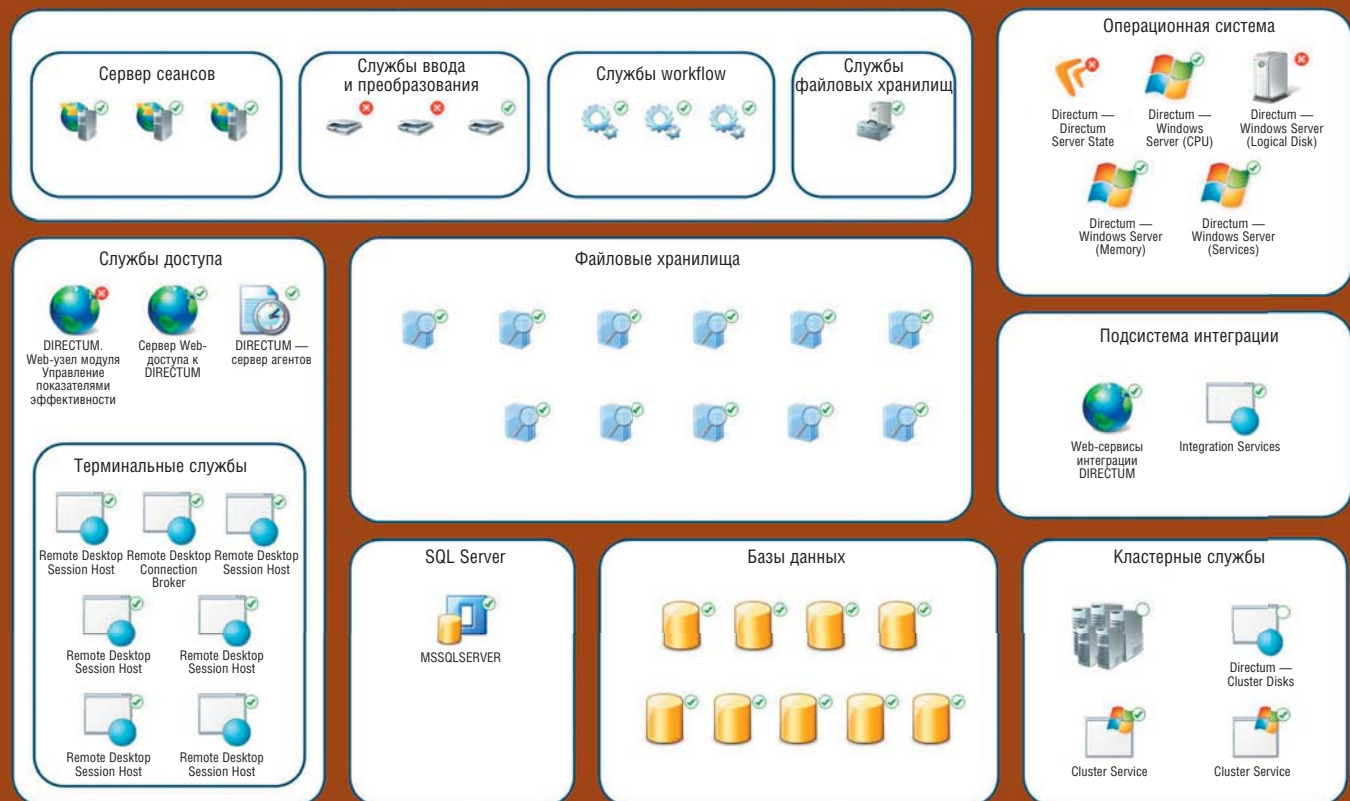 Сервер сеансов
Службы ввода
и преобразования
Службы workflow
Службы
файловых хранилищ
Операционная система
Directum —
Directum
Server State
Directum —
Windows
Server (CPU)
Directum —
Windows Server
(Logical Disk)
Directum —
Windows Server
(Memory)
Directum —
Windows Server
(Services)
Службы доступа
DIRECTUM.
Web-узел модуля
Управление
показателями
эффективности
Сервер Web-
доступа к
DIRECTUM
DIRECTUM —
сервер агентов
Терминальные службы
Remote Desktop
Session Host
Remote Desktop
Connection
Broker
Remote Desktop
Session Host
Remote Desktop
Session Host
Remote Desktop
Session Host
Remote Desktop
Session Host
Remote Desktop
Session Host
Файловые хранилища
Подсистема интеграции
Web-сервисы
интеграции
DIRECTUM
Integration Services
SQL Server
MSSQLSERVER
Базы данных
Кластерные службы
Directum —
Cluster Disks
Cluster Service
Cluster Service